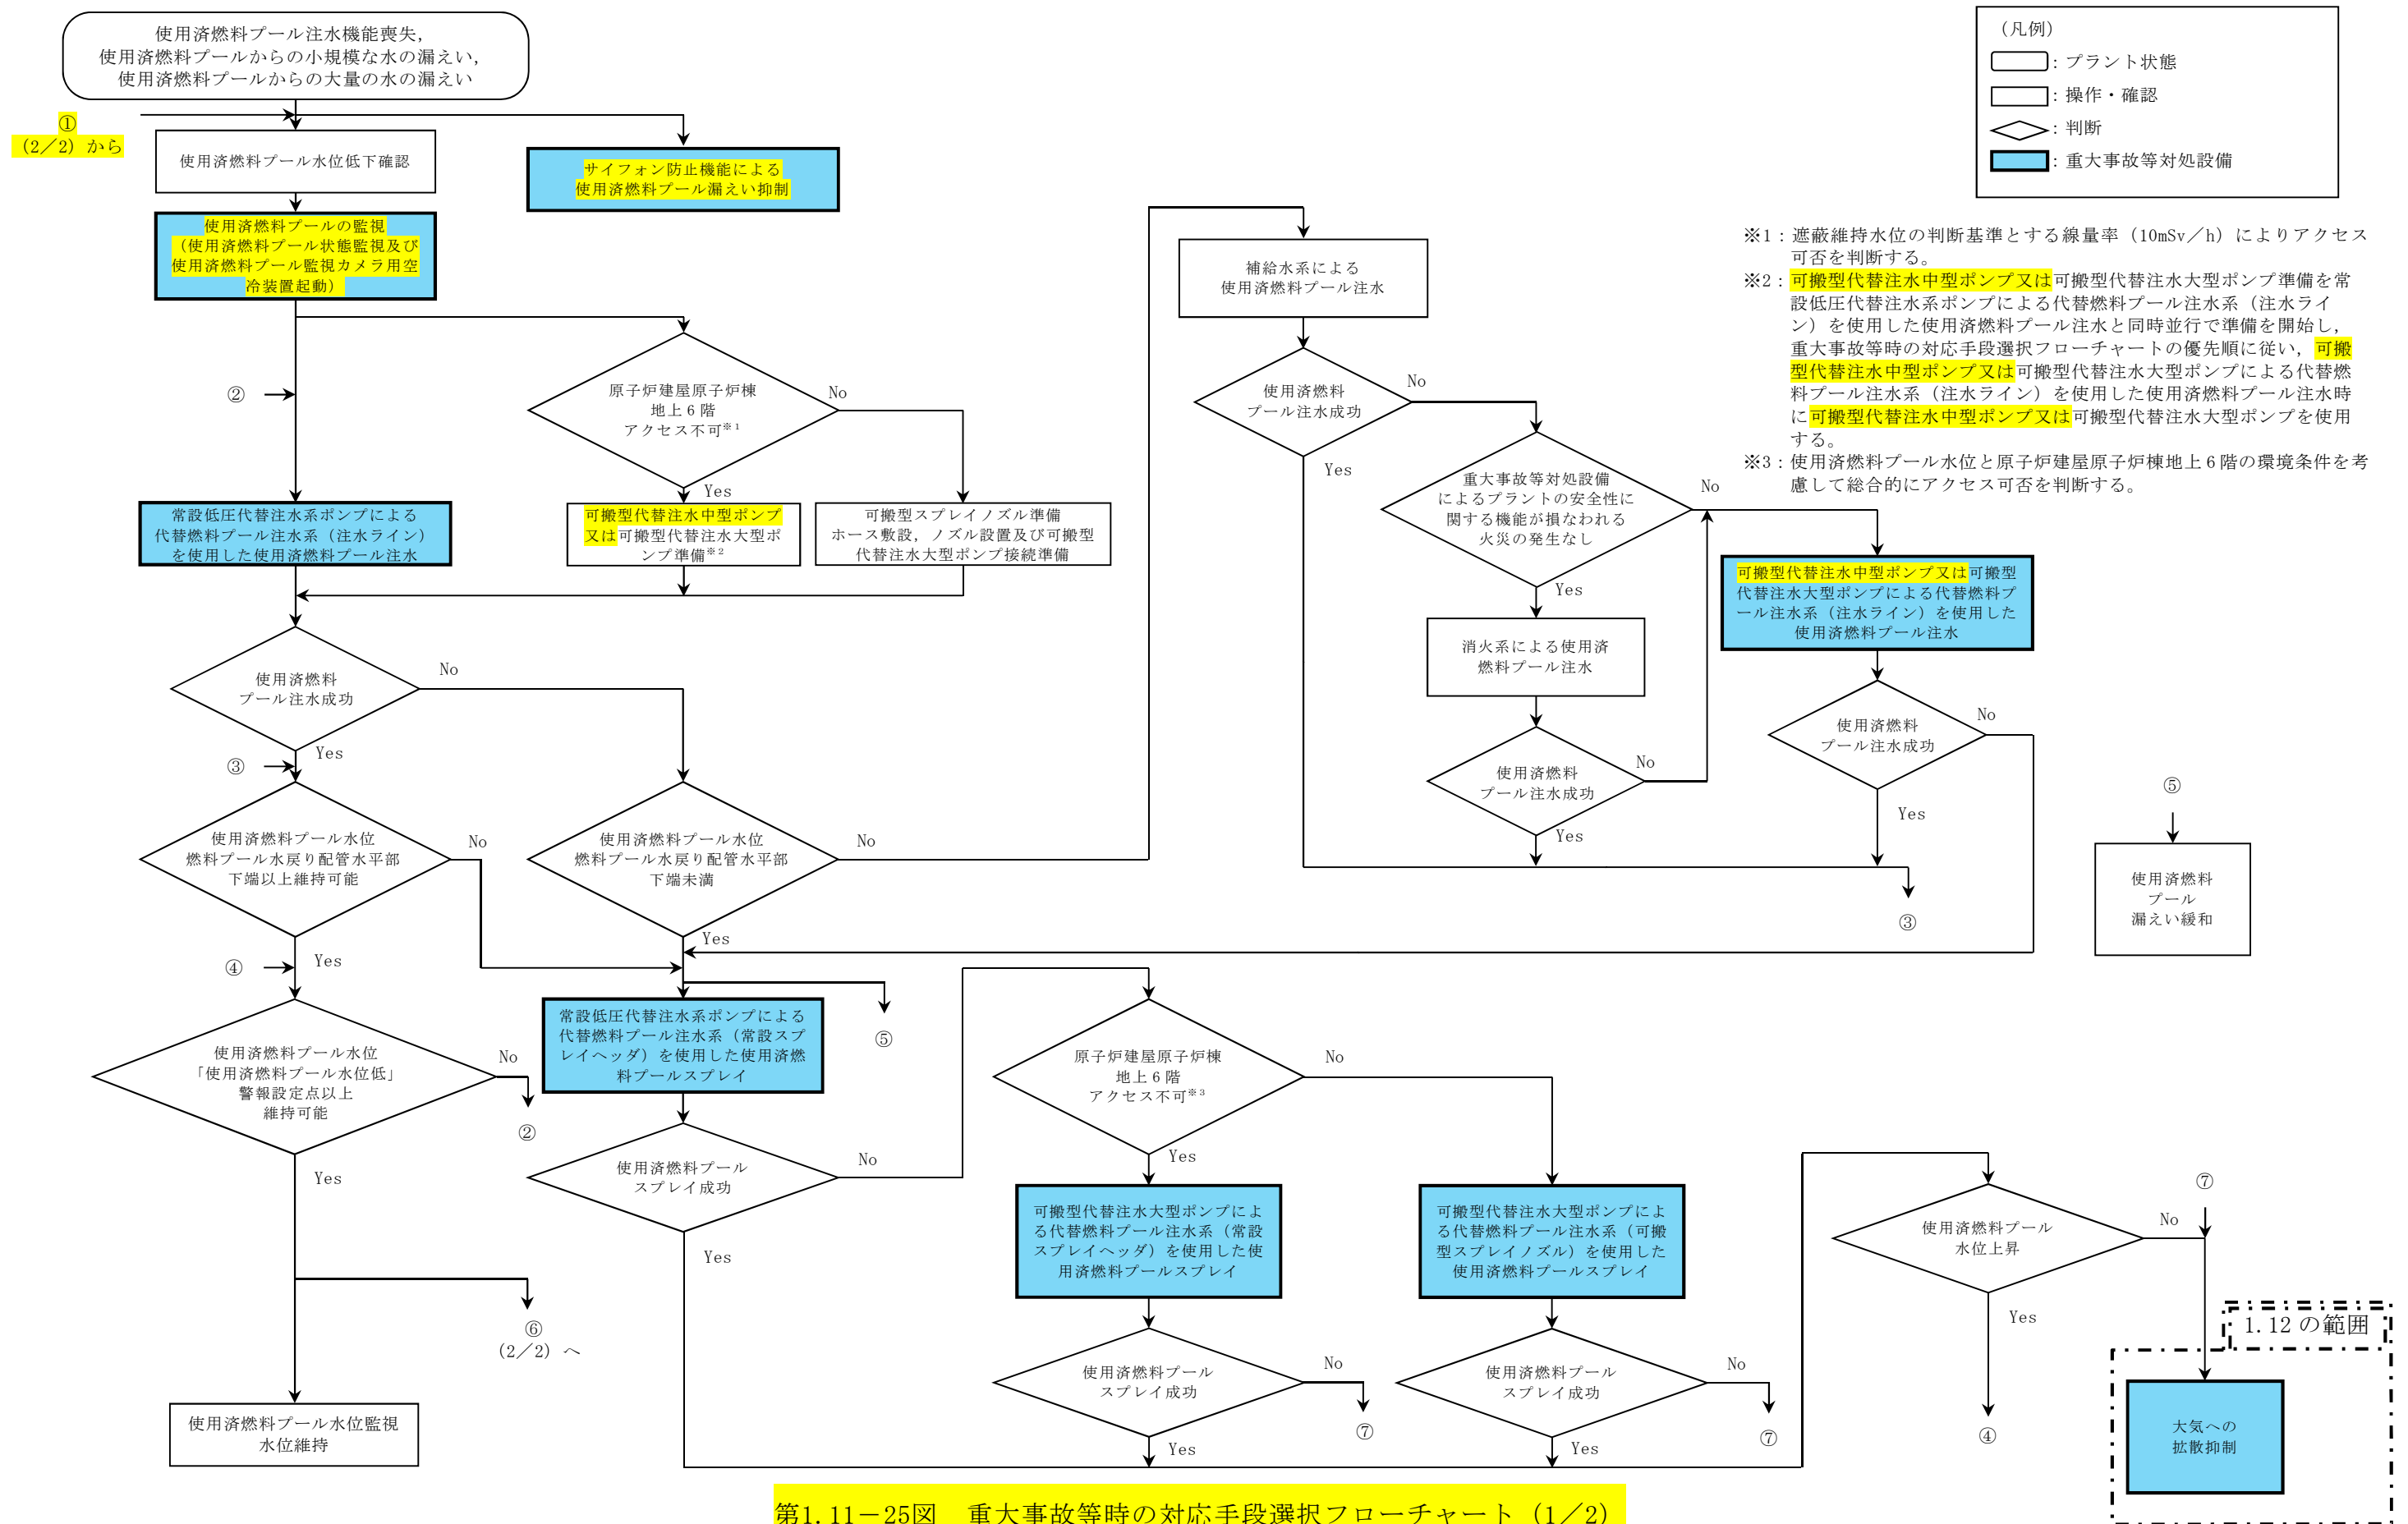 使用済燃料プール注水機能喪失,
使用済燃料プールからの小規模な水の漏えい,
使用済燃料プールからの大量の水の漏えい
①
(2／2) から
使用済燃料プール水位低下確認
サイフォン防止機能による
使用済燃料プール漏えい抑制
使用済燃料プールの監視
(使用済燃料プール状態監視及び
使用済燃料プール監視カメラ用空
冷装置起動)
②
原子炉建屋原子炉棟
地上６階
アクセス不可※１
No
Yes
常設低圧代替注水系ポンプによる
代替燃料プール注水系（注水ライン）
を使用した使用済燃料プール注水
可搬型代替注水中型ポンプ
又は可搬型代替注水大型ポ
ンプ準備※２
可搬型スプレイノズル準備
ホース敷設，ノズル設置及び可搬型
代替注水大型ポンプ接続準備
使用済燃料
プール注水成功
No
Yes
③
使用済燃料プール水位
燃料プール水戻り配管水平部
下端以上維持可能
No
Yes
使用済燃料プール水位
燃料プール水戻り配管水平部
下端未満
No
Yes
④
使用済燃料プール水位
「使用済燃料プール水位低」
警報設定点以上
維持可能
No
②
Yes
⑥
(2／2) へ
使用済燃料プール水位監視
水位維持
常設低圧代替注水系ポンプによる
代替燃料プール注水系（常設スプ
レイヘッダ）を使用した使用済燃
料プールスプレイ
⑤
使用済燃料プール
スプレイ成功
No
Yes
補給水系による
使用済燃料プール注水
使用済燃料
プール注水成功
No
Yes
重大事故等対処設備
によるプラントの安全性に
関する機能が損なわれる
火災の発生なし
No
Yes
消火系による使用済
燃料プール注水
使用済燃料
プール注水成功
No
Yes
可搬型代替注水中型ポンプ又は可搬型
代替注水大型ポンプによる代替燃料プ
ール注水系（注水ライン）を使用した
使用済燃料プール注水
使用済燃料
プール注水成功
No
Yes
③
⑤
使用済燃料
プール
漏えい緩和
原子炉建屋原子炉棟
地上６階
アクセス不可※３
No
Yes
可搬型代替注水大型ポンプによ
る代替燃料プール注水系（常設
スプレイヘッダ）を使用した使
用済燃料プールスプレイ
可搬型代替注水大型ポンプによ
る代替燃料プール注水系（可搬
型スプレイノズル）を使用した
使用済燃料プールスプレイ
使用済燃料プール
スプレイ成功
No
⑦
Yes
使用済燃料プール
スプレイ成功
No
⑦
Yes
使用済燃料プール
水位上昇
No
⑦
Yes
④
1.12 の範囲
大気への
拡散抑制
（凡例）
：プラント状態
：操作・確認
：判断
：重大事故等対処設備
※1：遮蔽維持水位の判断基準とする線量率（10mSv／h）によりアクセス
可否を判断する。
※2：可搬型代替注水中型ポンプ又は可搬型代替注水大型ポンプ準備を常
設低圧代替注水系ポンプによる代替燃料プール注水系（注水ライ
ン）を使用した使用済燃料プール注水と同時並行で準備を開始し，
重大事故等時の対応手段選択フローチャートの優先順に従い，可搬
型代替注水中型ポンプ又は可搬型代替注水大型ポンプによる代替燃
料プール注水系（注水ライン）を使用した使用済燃料プール注水時
に可搬型代替注水中型ポンプ又は可搬型代替注水大型ポンプを使用
する。
※3：使用済燃料プール水位と原子炉建屋原子炉棟地上６階の環境条件を考
慮して総合的にアクセス可否を判断する。
第1.11－25図　重大事故等時の対応手段選択フローチャート（1／2）